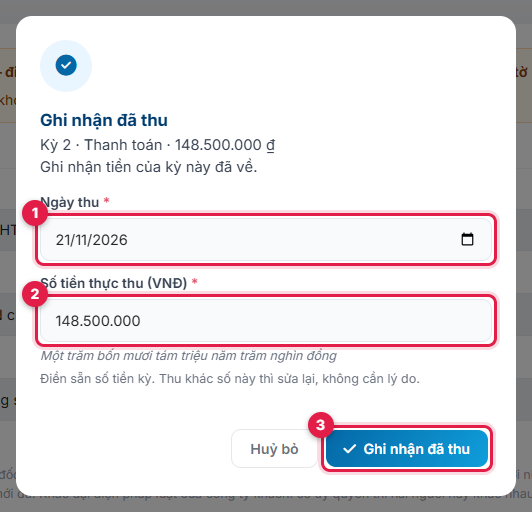 Ghi nhận đã thu
Kỳ 2 · Thanh toán · 148.500.000 ₫
Ghi nhận tiền của kỳ này đã về.
Ngày thu *
1
21/11/2026
Số tiền thực thu (VNĐ) *
2
148.500.000
Một trăm bốn mươi tám triệu năm trăm nghìn đồng
Điền sẵn số tiền kỳ. Thu khác số này thì sửa lại, không cần lý do.
3
Huỷ bỏ
Ghi nhận đã thu